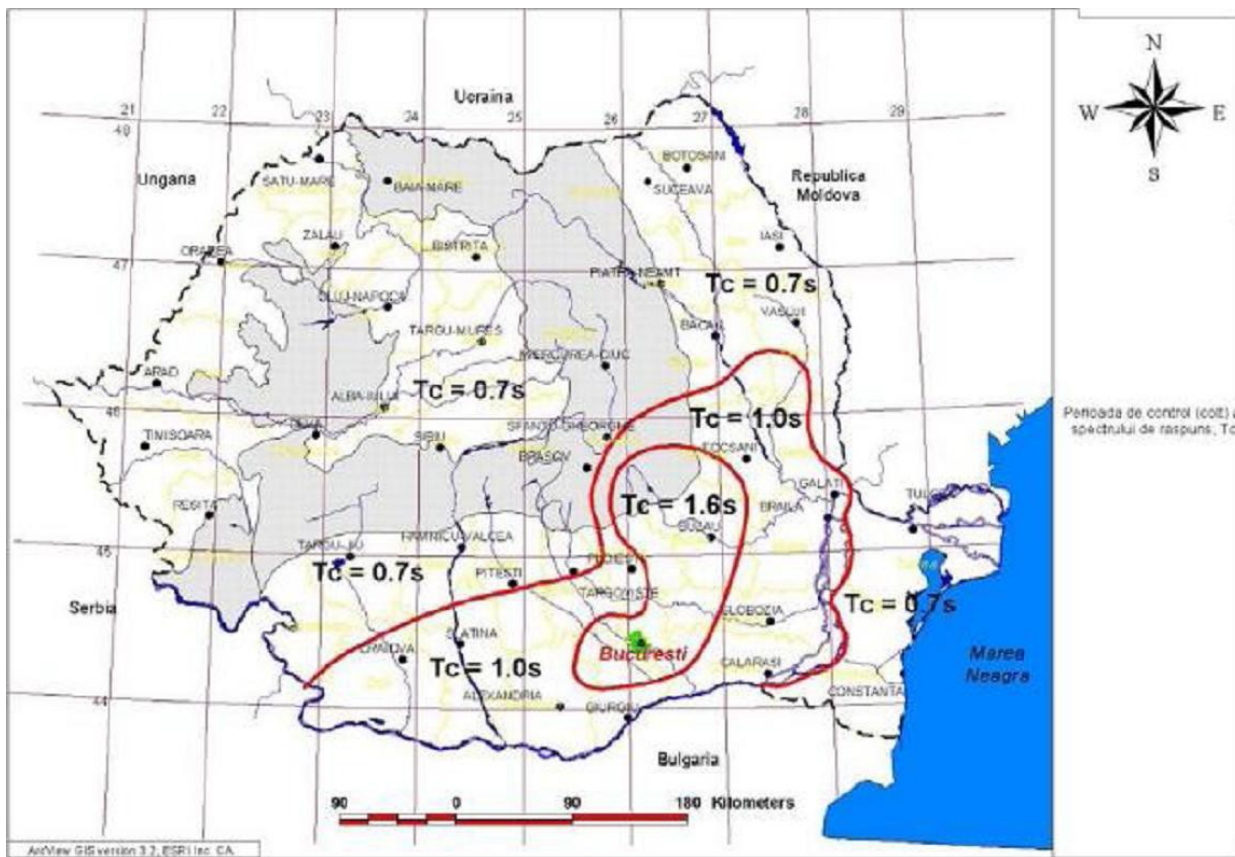 N
W E
S
Ucraina
21 22 23 24 25 26 27 28 29
Ungaria
BOTOSANI
SATU-MARE
BAIA-MARE
SUCEAVA
Republica
Moldova
ZALAU
IASI
ORADEA
BISTRITA
47
PIATRA-NEAMT
Tc = 0.7s
CLUJ-NAPOCA
VASLUI
TARGU-MURES
BACAU
MIERCUREA-CIUC
ARAD
Tc = 0.7s
ALBA-IULIA
Tc = 1.0s
Perioada de control (colt) a
SFANTU-GHEORGHE
spectrului de raspuns, Tc
TIMISOARA
DEVA
SIBIU
FOCSANI
BRASOV
GALATI
RESITA
Tc = 1.6s
BRAILA
BUZAU
RAMNICU-VALCEA
45
TARGU-JIU
PLOIESTI
Tc = 0.7s
PITESTI
TARGOVISTE
Serbia
SLOBOZIA
Tc = 0.7s
SLATINA
Bucuresti
Marea
Neagra
CRAIOVA
Tc = 1.0s
CALARASI
ALEXANDRIA
CONSTANTA
44
GIURGIU
Bulgaria
90 0 90 180 Kilometers
ArcView GIS version 3.2, ESRI Inc. CA.